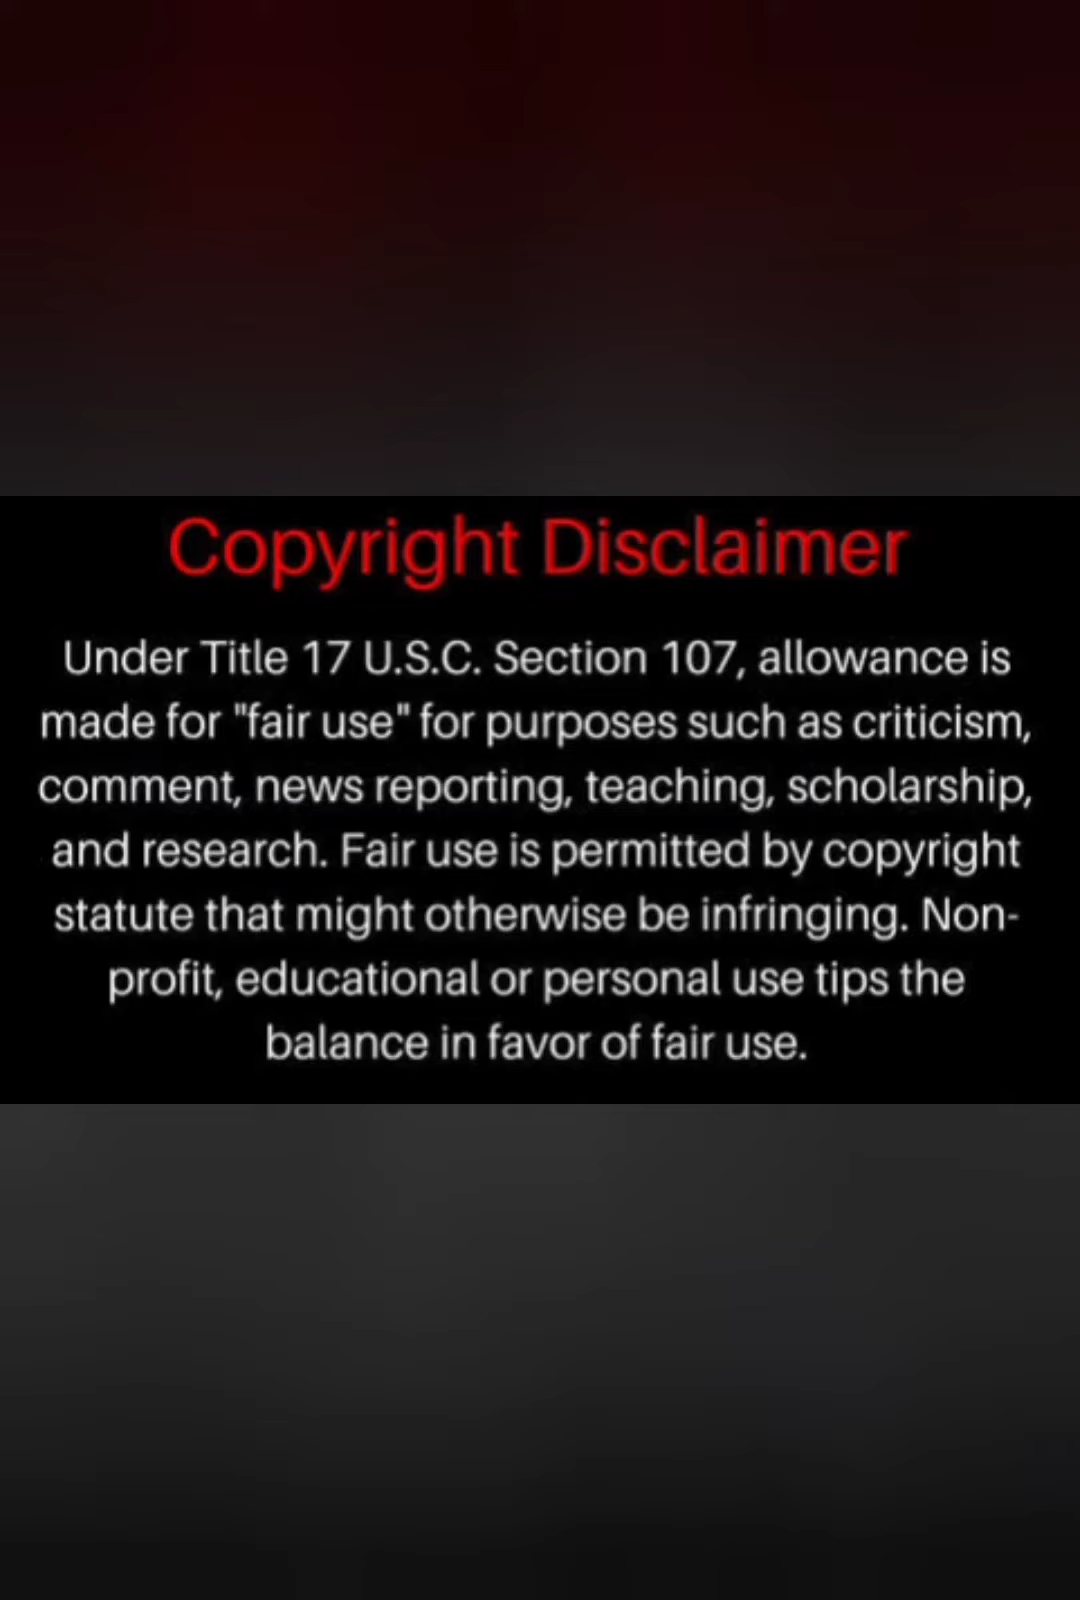 Copyright Disclaimer
Under Title 17 U.S.C. Section 107, allowance is
made for "fair use" for purposes such as criticism,
comment, news reporting, teaching, scholarship,
and research. Fair use is permitted by copyright
statute that might otherwise be infringing. Non-
profit, educational or personal use tips the
balance in favor of fair use.